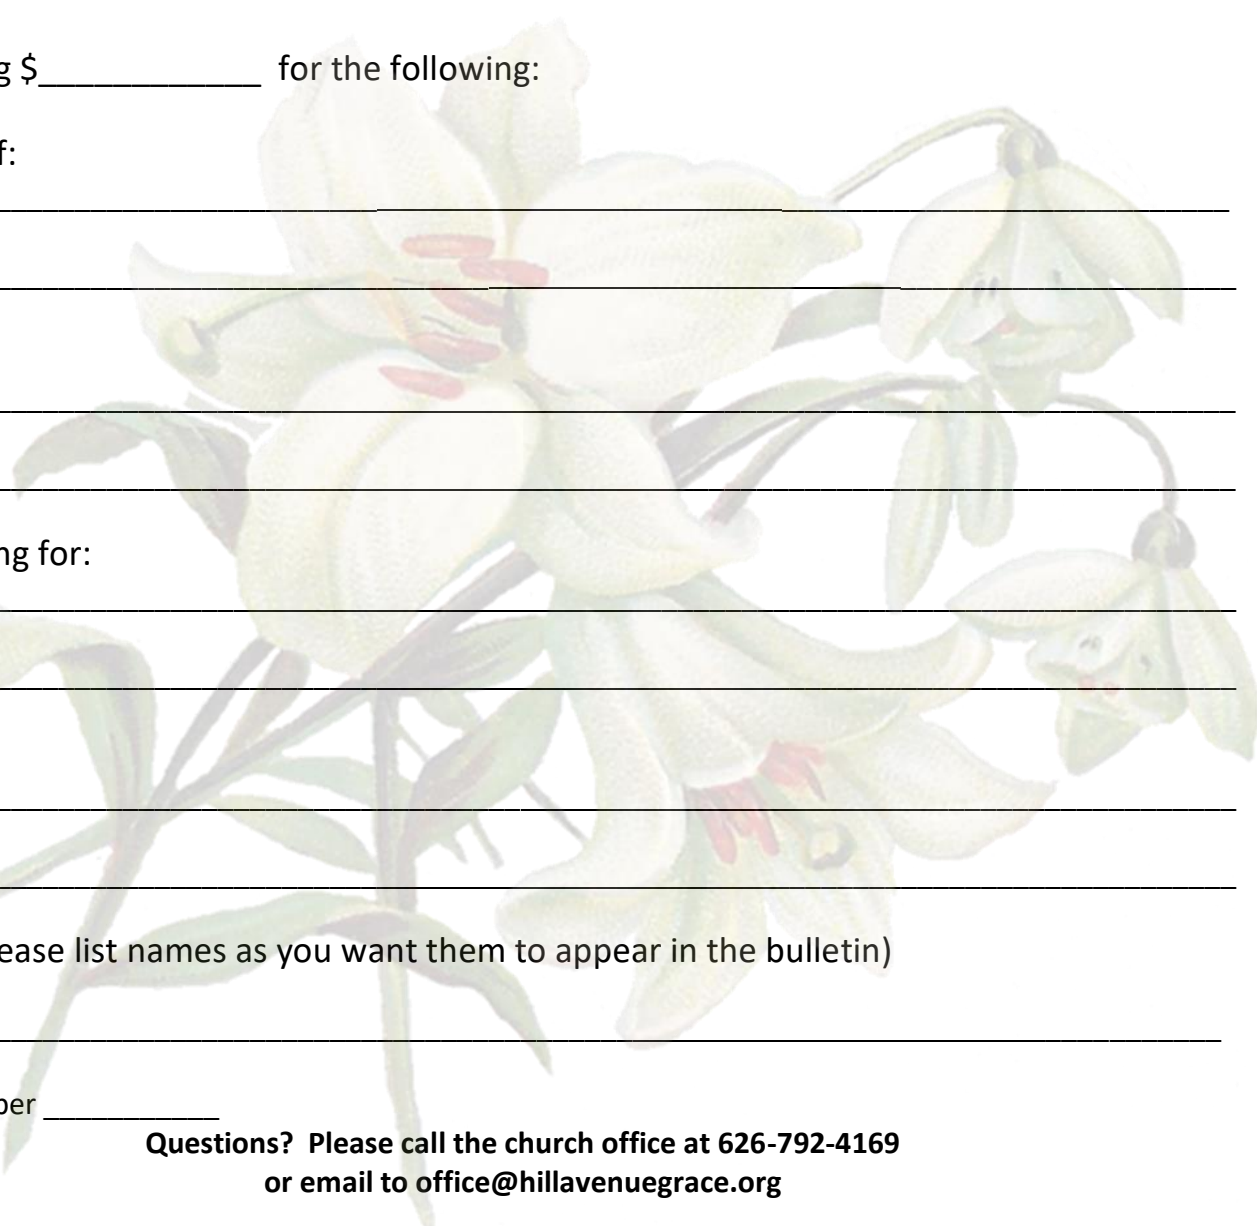 g $____________ for the following:
f:
ng for:
ease list names as you want them to appear in the bulletin)
ber ___________
Questions? Please call the church office at 626-792-4169
or email to office@hillavenuegrace.org